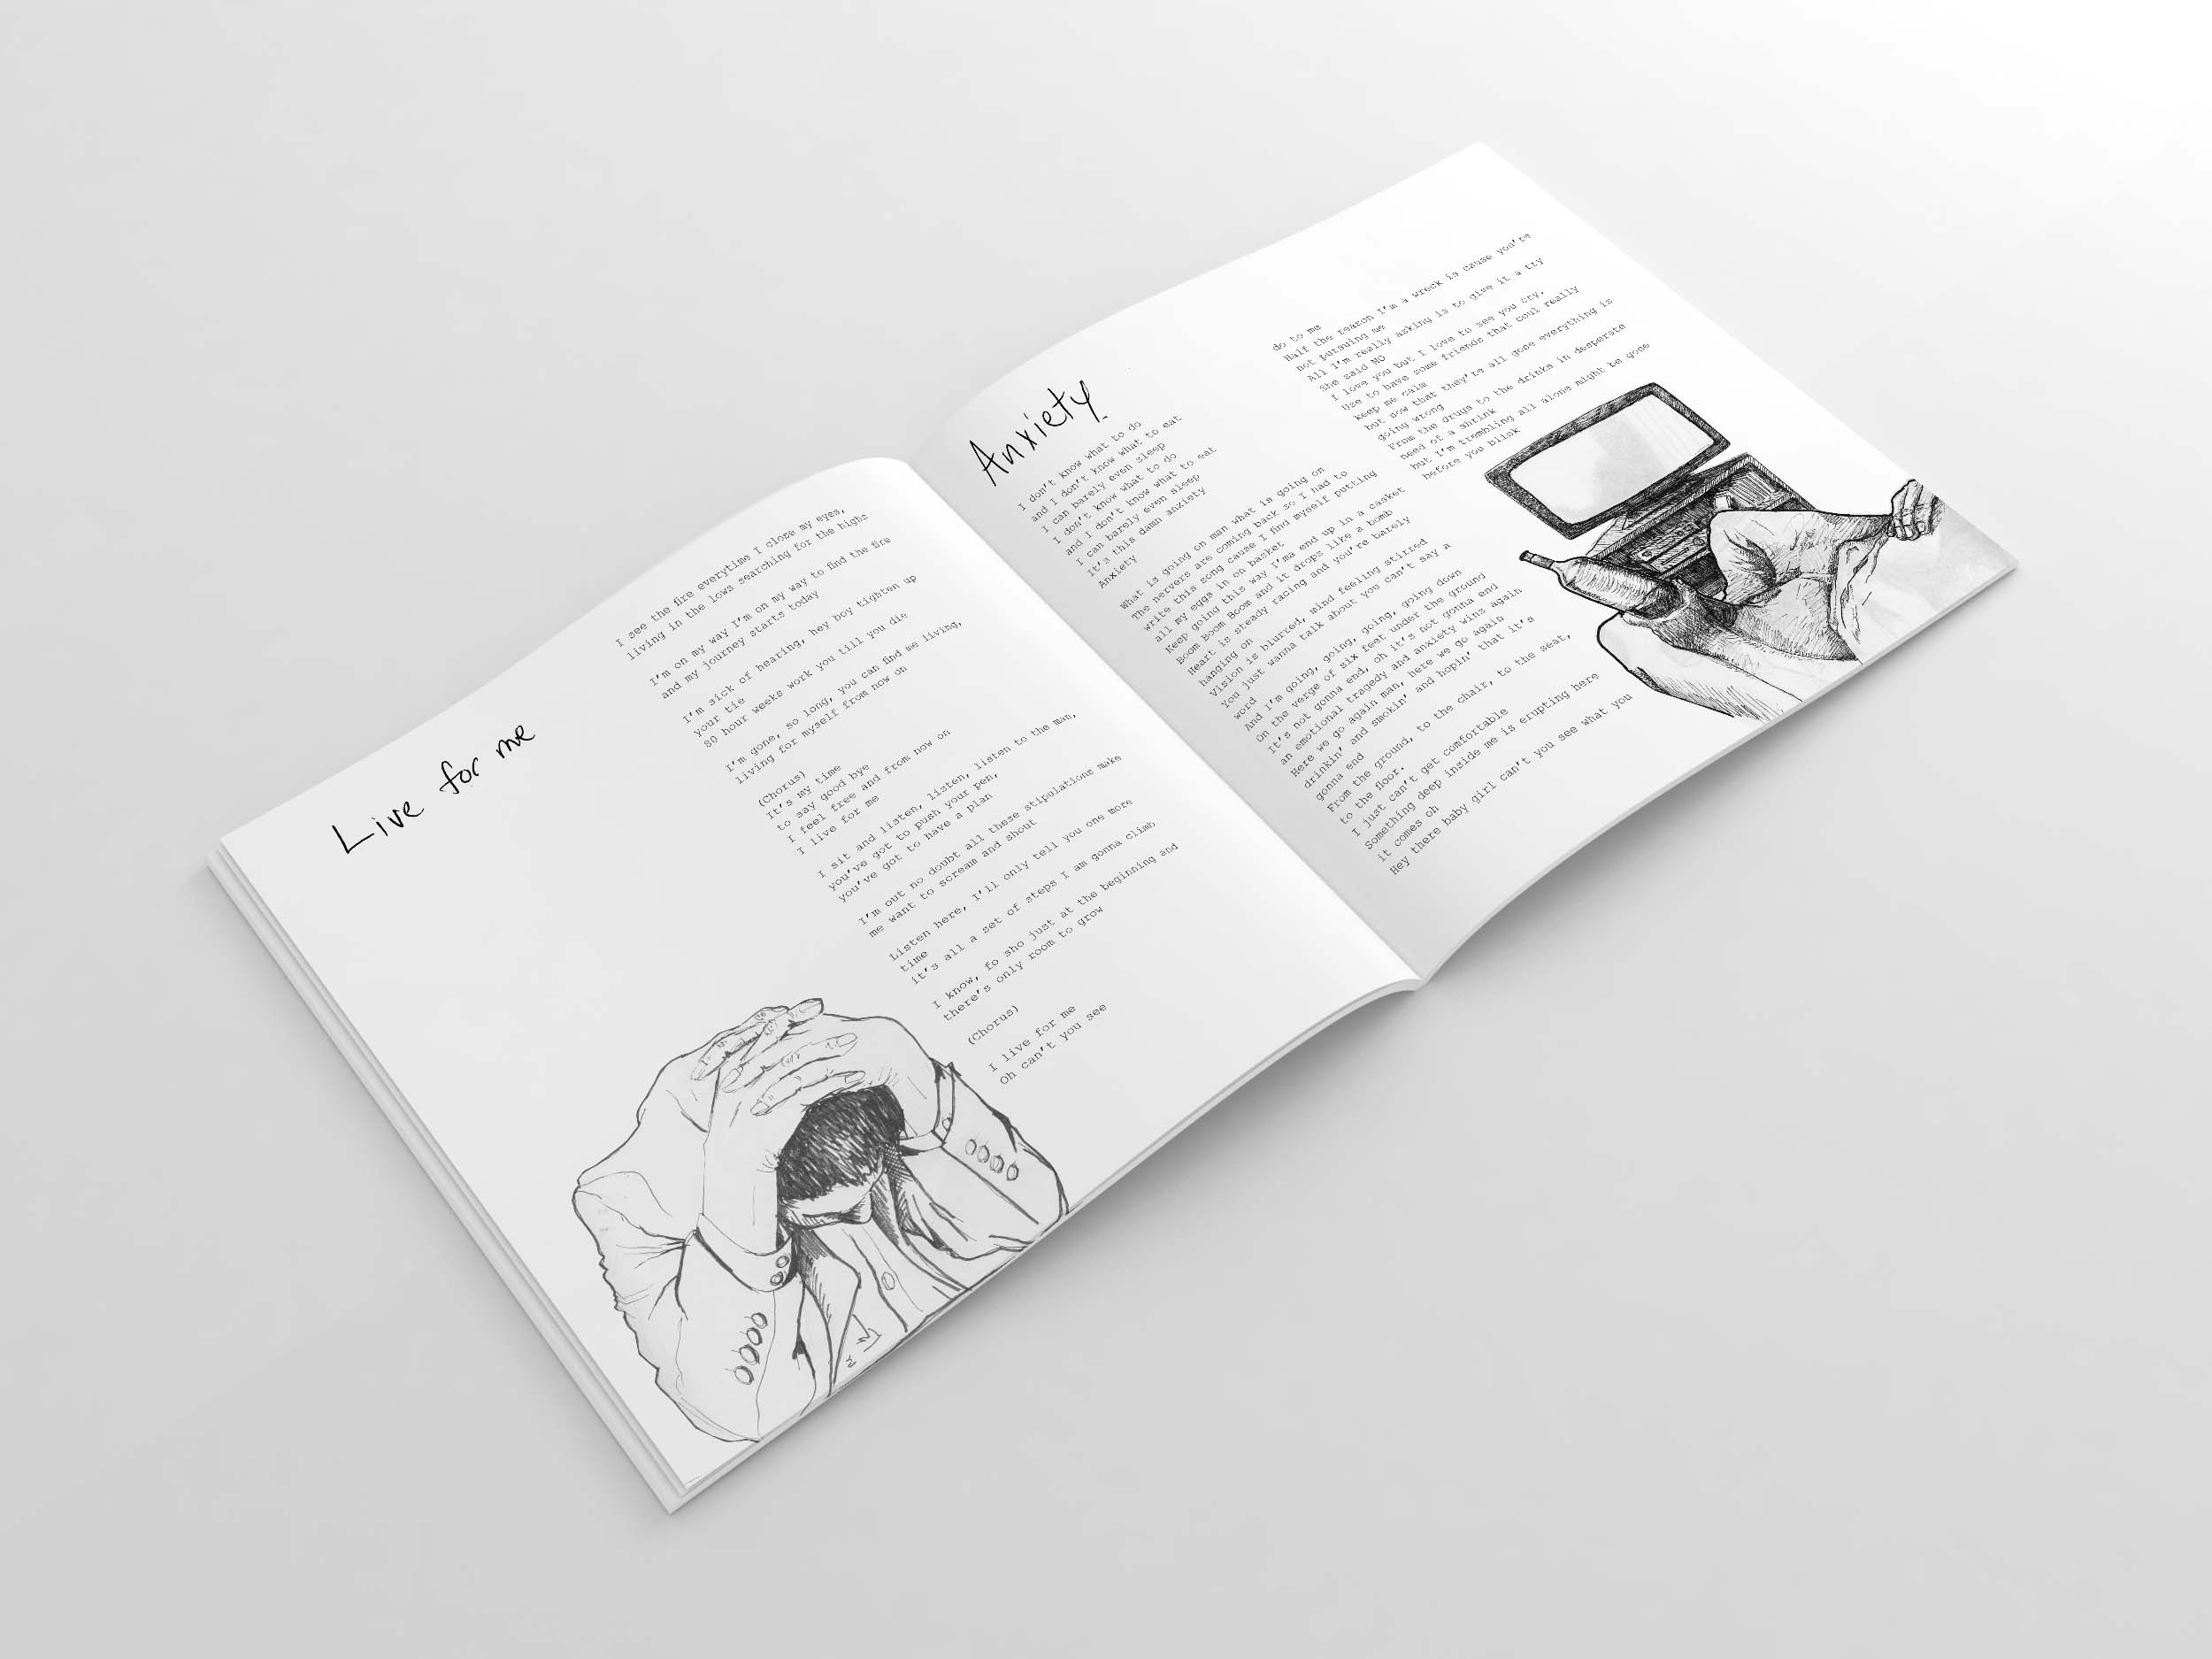 Live for me
I see the fire everytime I close my eyes,
living in the lows searching for the highs
I'm on my way I'm on my way to find the fire
and my journey starts today
I'm sick of hearing, hey boy tighten up
your tie
80 hour weeks work you till you die
I'm gone, so long, you can find me living,
living for myself from now on
(Chorus)
It's my time
to say good bye
I feel free and from now on
I live for me
I sit and listen, listen, listen to the man,
you've got to push your pen,
you've got to have a plan
I'm out no doubt all these stipulations make
me want to scream and shout
Listen here, I'll only tell you one more
time
it's all a set of steps I am gonna climb
I know, fo sho just at the beginning and
there's only room to grow
(Chorus)
I live for me
Oh can't you see
Anxiety
I don't know what to do
and I don't know what to eat
I can barely even sleep
I don't know what to do
and I don't know what to eat
I can barely even sleep
It's this damn anxiety
Anxiety
What is going on man what is going on
The nervers are coming back so I had to
write this song cause I find myself putting
all my eggs in on basket
Keep going this way I'ma end up in a casket
Boom Boom Boom and it drops like a bomb
Heart is steady racing and you're barely
hanging on
Vision is blurred, mind feeling stirred
You just wanna talk about you can't say a
word
And I'm going, going, going, going down
On the verge of six feet under the ground
It's not gonna end, oh it's not gonna end
an emotional tragedy and anxiety wins again
Here we go again man, here we go again
drinkin' and smokin' and hopin' that it's
gonna end
From the ground, to the chair, to the seat,
to the floor.
I just can't get comfortable
Something deep inside me is erupting here
it comes oh
Hey there baby girl can't you see what you
do to me
Half the reason I'm a wreck is cause you're
not putsuing me
All I'm really asking is to give it a try
She said NO
I love you but I love to see you cry.
Use to have some friends that coul really
keep me calm
but now that they're all gone everything is
going wrong
From the drugs to the drinks in desperate
need of a shrink
but I'm trembling all alone might be gone
before you blink